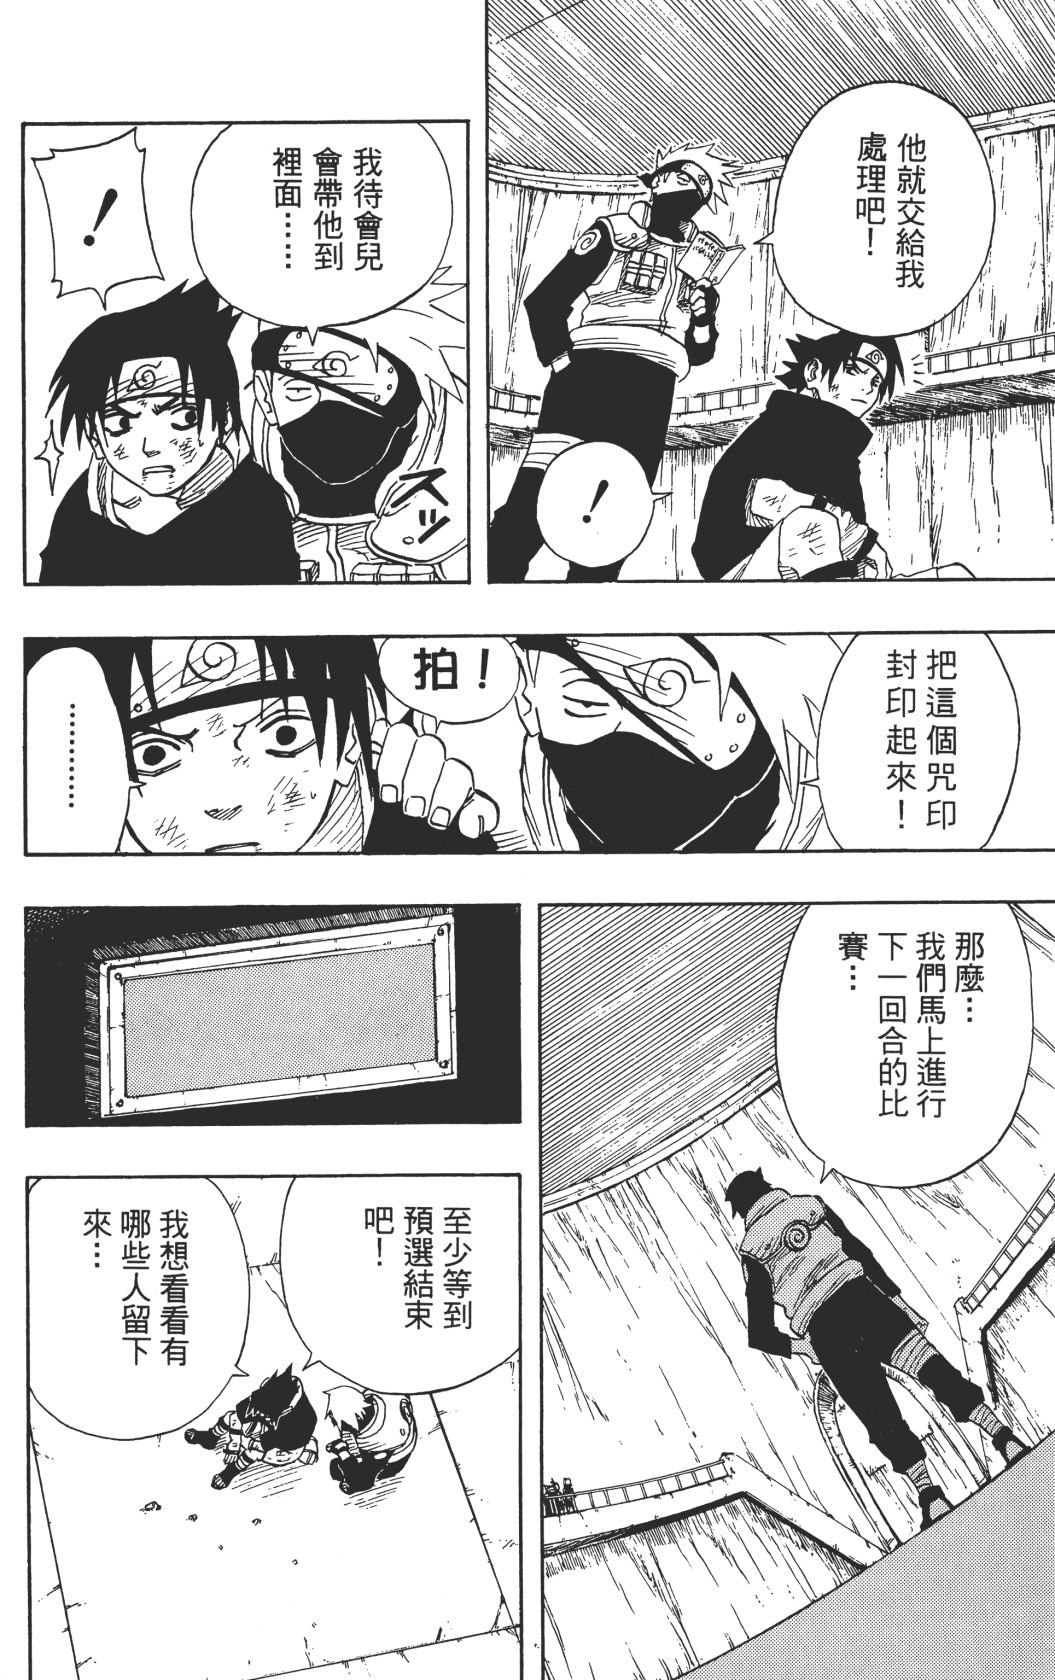 他就交給我
處理吧！
！
我待會兒
會帶他到
裡面……
！
スッ
把這個咒印
封印起來！
拍！
…………
那麼…
我們馬上進行
下一回合的比
賽…
至少等到
預選結束
吧！
我想看看有
哪些人留下
來…